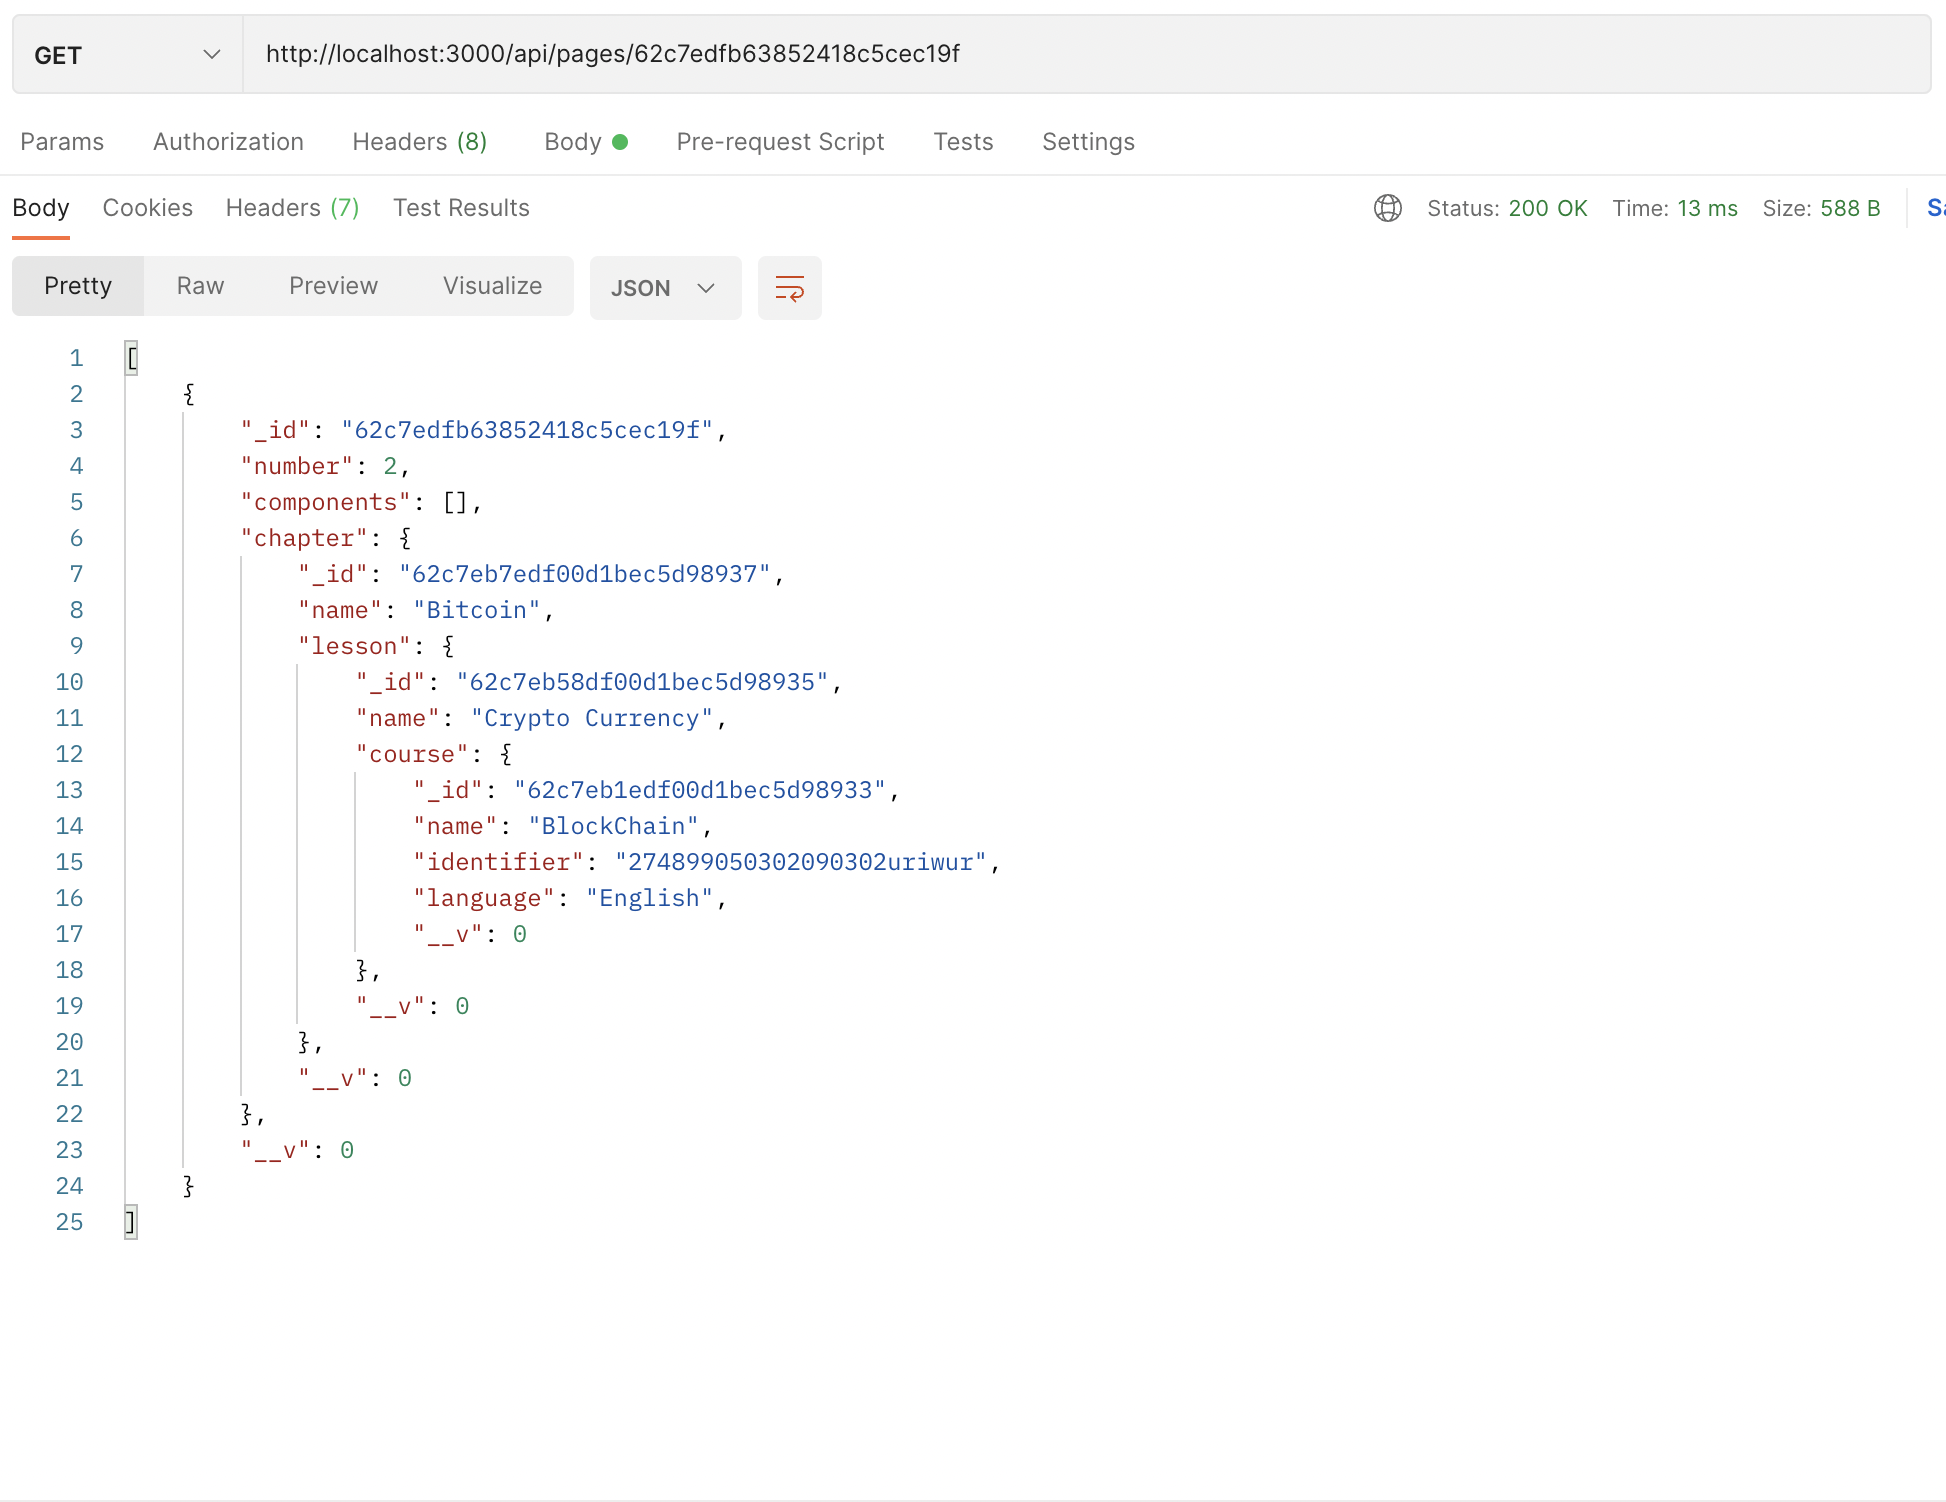 GET http://localhost:3000/api/pages/62c7edfb63852418c5cec19f
Params Authorization Headers (8) Body Pre-request Script Tests Settings
Body Cookies Headers (7) Test Results Status: 200 OK Time: 13 ms Size: 588 B
Pretty Raw Preview Visualize JSON
1 [
2 {
3 "_id": "62c7edfb63852418c5cec19f",
4 "number": 2,
5 "components": [],
6 "chapter": {
7 "_id": "62c7eb7edf00d1bec5d98937",
8 "name": "Bitcoin",
9 "lesson": {
10 "_id": "62c7eb58df00d1bec5d98935",
11 "name": "Crypto Currency",
12 "course": {
13 "_id": "62c7eb1edf00d1bec5d98933",
14 "name": "BlockChain",
15 "identifier": "274899050302090302uriwur",
16 "language": "English",
17 "__v": 0
18 },
19 "__v": 0
20 },
21 "__v": 0
22 },
23 "__v": 0
24 }
25 ]